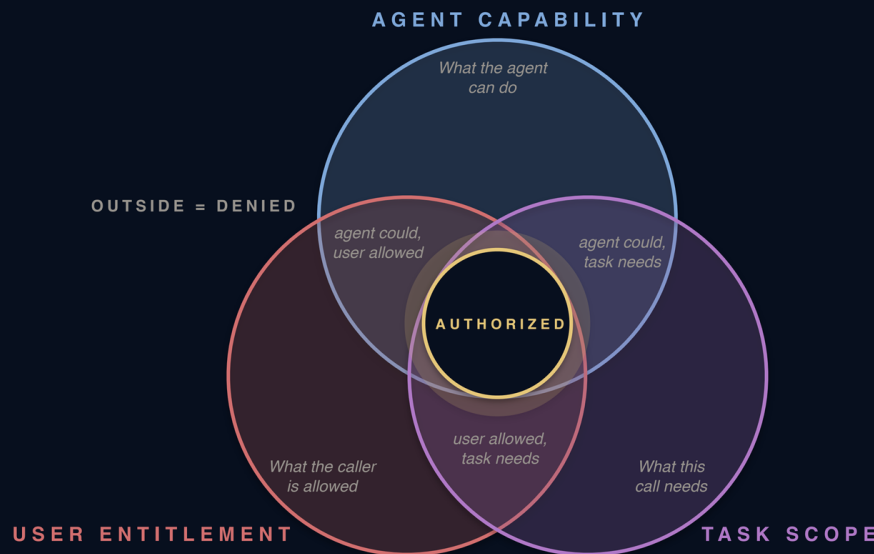 AGENT CAPABILITY
What the agent
can do
OUTSIDE = DENIED
agent could,
user allowed
agent could,
task needs
AUTHORIZED
user allowed,
task needs
What the caller
is allowed
What this
call needs
USER ENTITLEMENT
TASK SCOPE